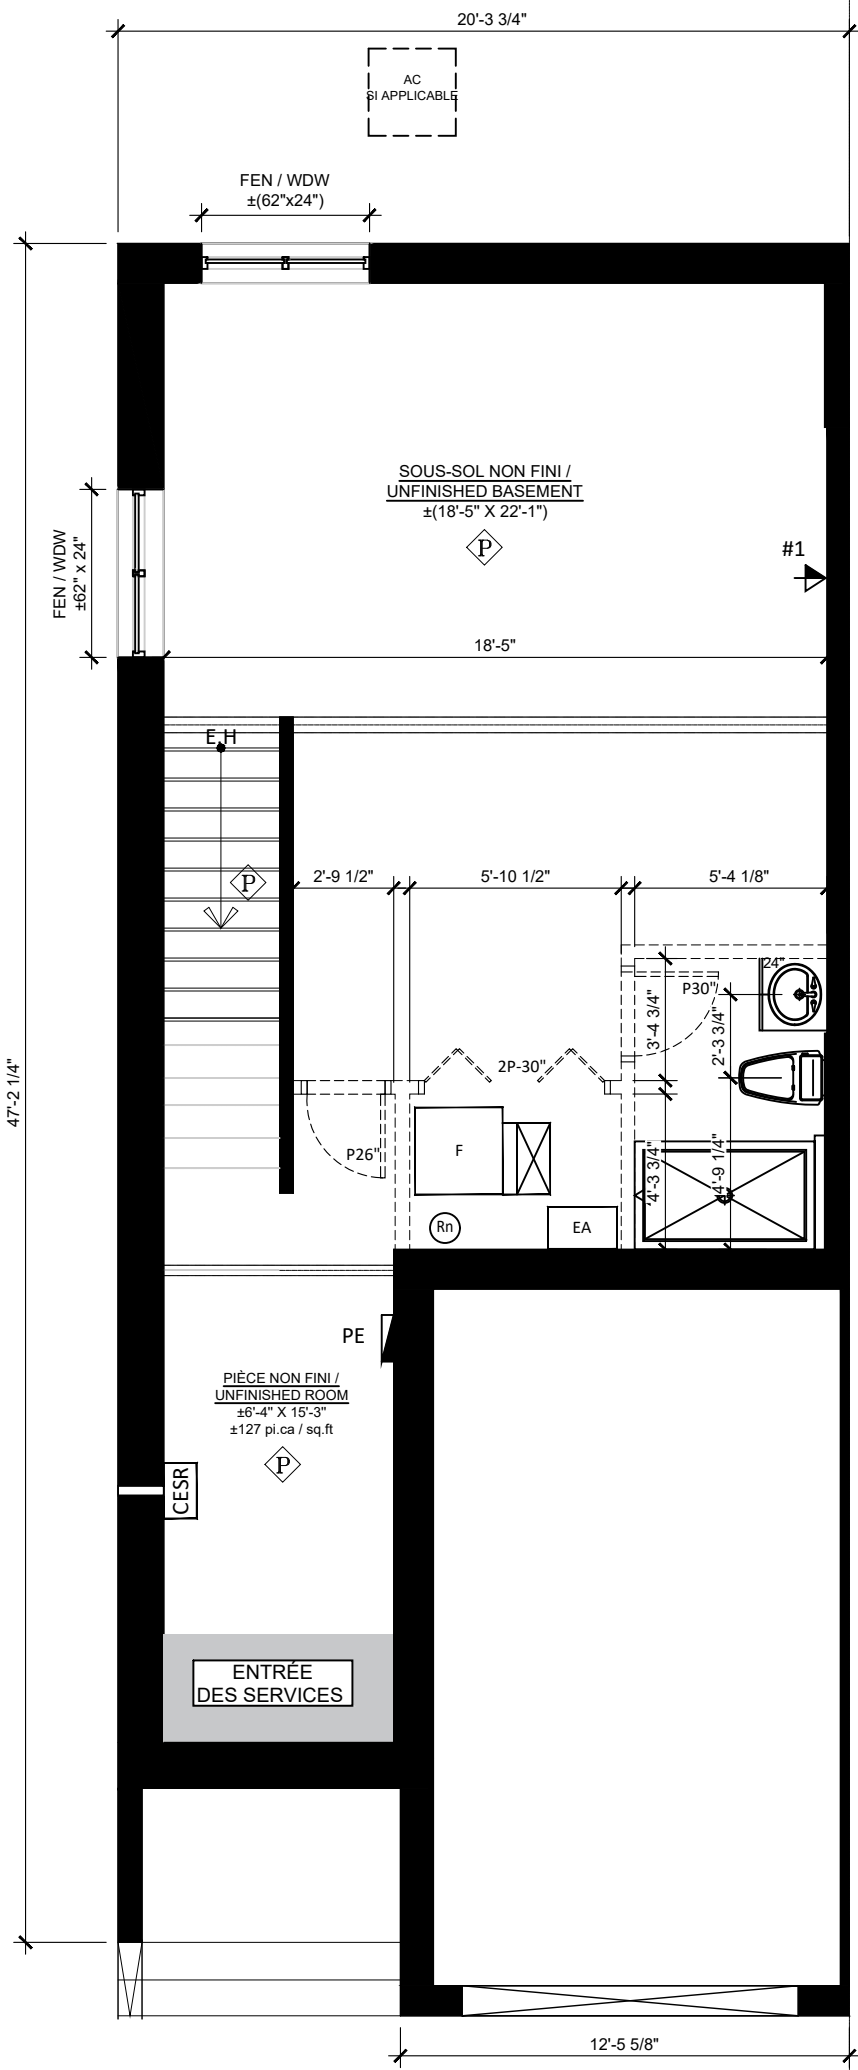 20'-3 3/4"
AC
SI APPLICABLE
FEN / WDW
±(62"x24")
SOUS-SOL NON FINI /
UNFINISHED BASEMENT
±(18'-5" X 22'-1")
P
#1
FEN / WDW
±62" x 24"
18'-5"
E.H
P
2'-9 1/2"
5'-10 1/2"
5'-4 1/8"
24"
P30"
3'-4 3/4"
2'-3 3/4"
47'-2 1/4"
2P-30"
P26"
F
4'-3 3/4"
4'-9 1/4"
Rn
EA
PE
PIÈCE NON FINI /
UNFINISHED ROOM
±6'-4" X 15'-3"
±127 pi.ca / sq.ft
P
CESR
ENTRÉE
DES SERVICES
12'-5 5/8"